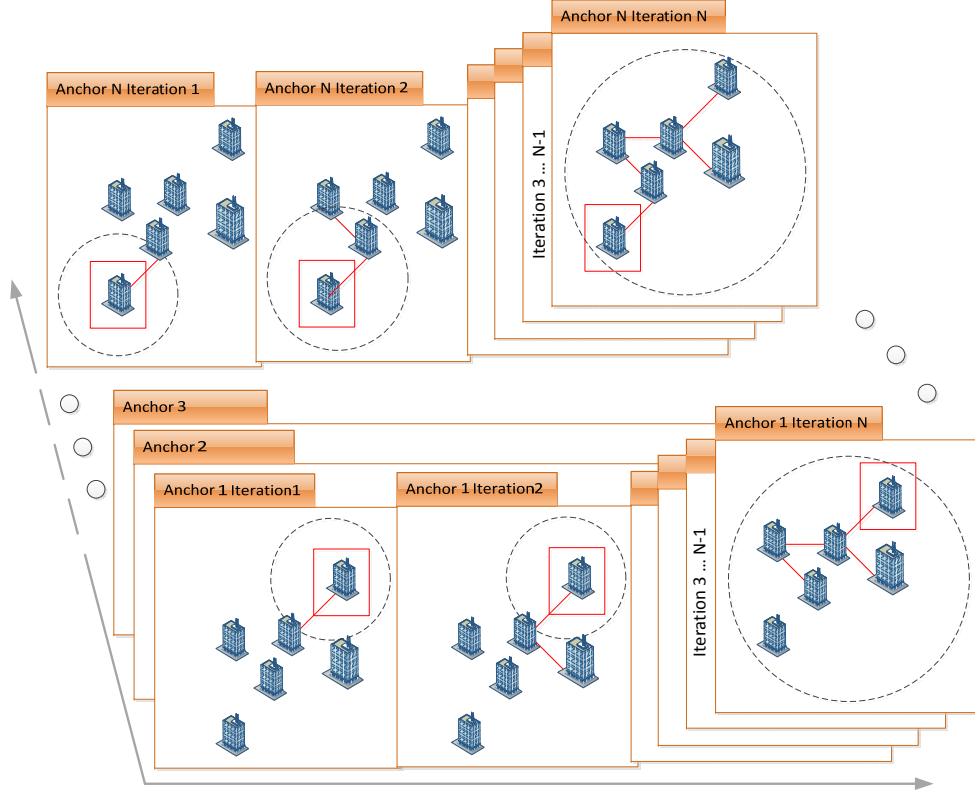 Anchor N Iteration N
Anchor N Iteration 1
Anchor N Iteration 2
Iteration 3 ... N-1
Anchor 3
Anchor 2
Anchor 1 Iteration N
Anchor 1 Iteration1
Anchor 1 Iteration2
Iteration 3 ... N-1